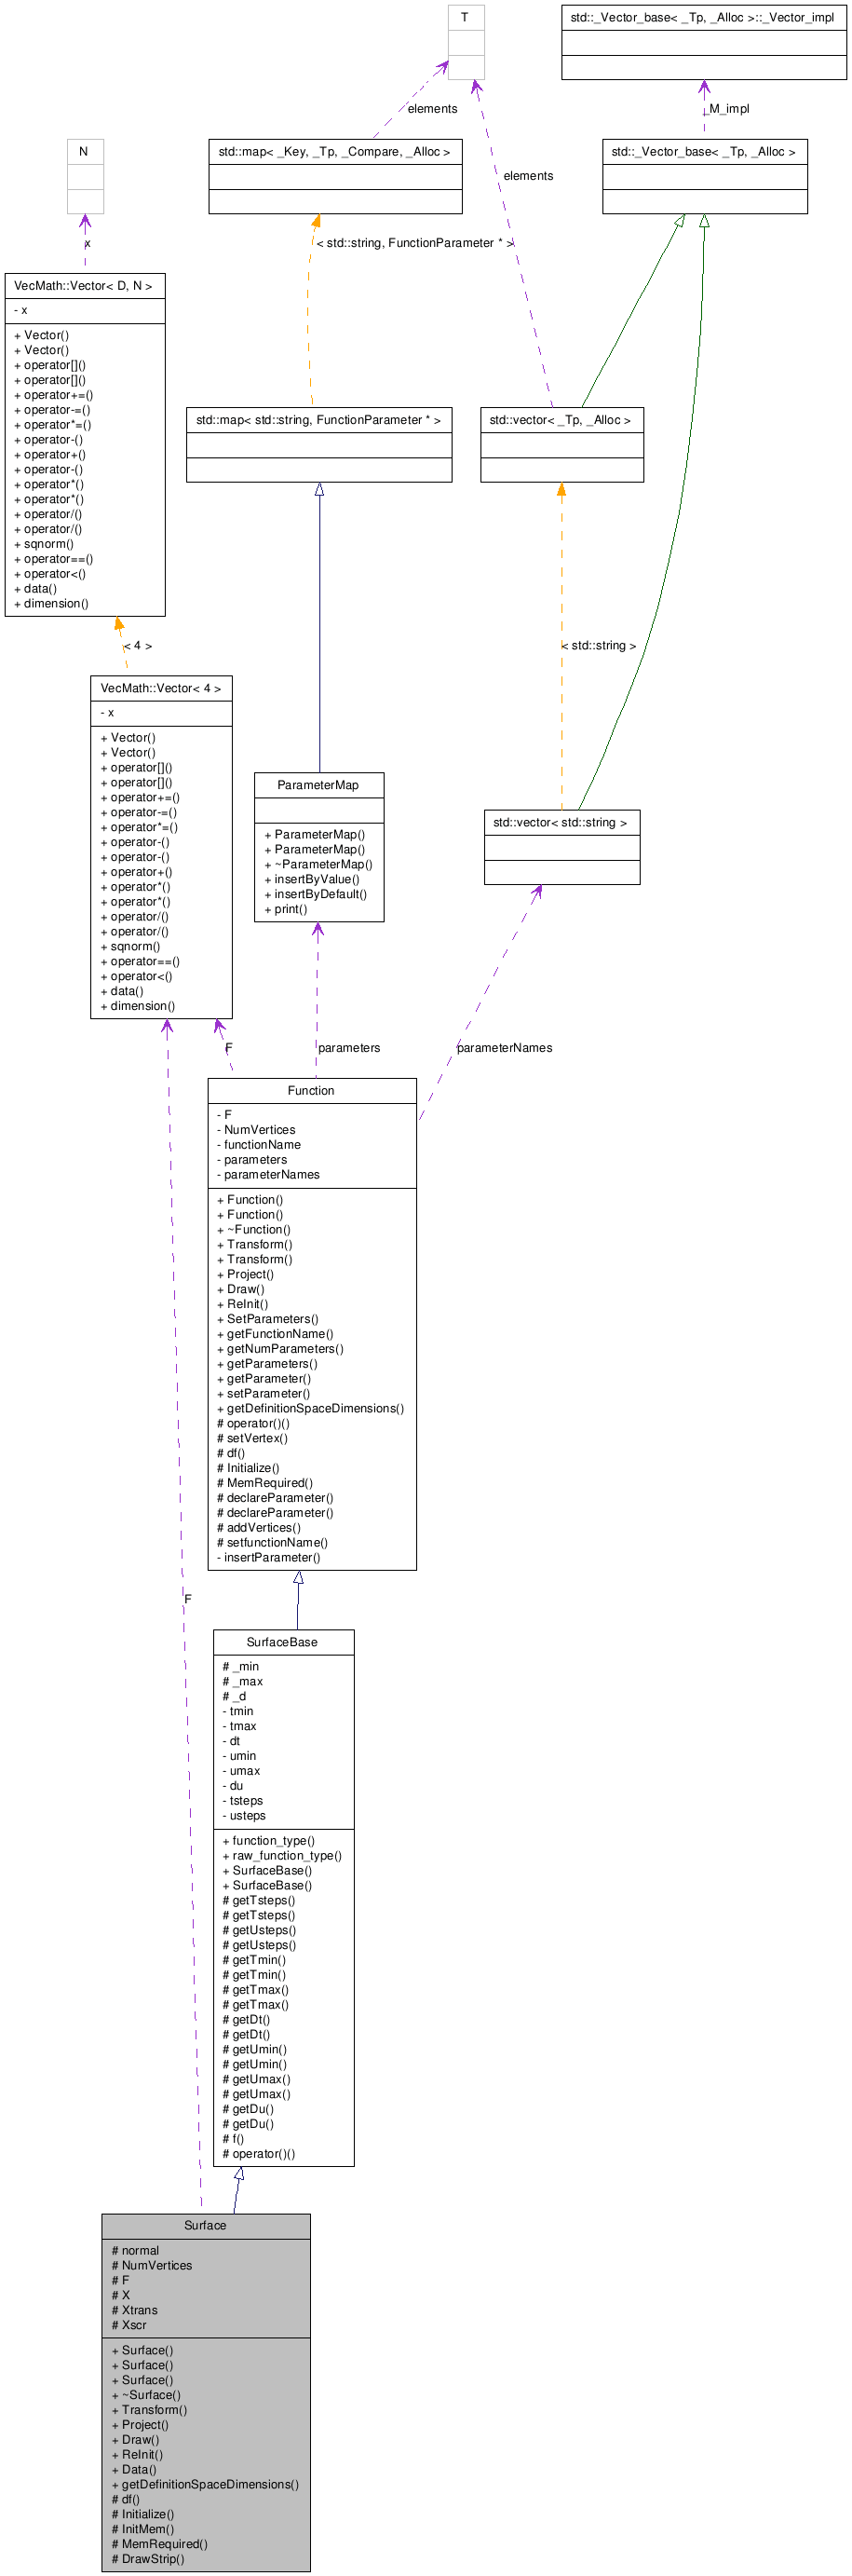 T
std::_Vector_base< _Tp, _Alloc >::_Vector_impl
elements
_M_impl
N
std::map< _Key, _Tp, _Compare, _Alloc >
std::_Vector_base< _Tp, _Alloc >
elements
x
< std::string, FunctionParameter * >
VecMath::Vector< D, N >
- x
+ Vector()
+ Vector()
+ operator[]()
+ operator[]()
+ operator+=()
+ operator-=()
+ operator*=()
+ operator-()
+ operator+()
+ operator-()
+ operator*()
+ operator*()
+ operator/()
+ operator/()
+ sqnorm()
+ operator==()
+ operator<()
+ data()
+ dimension()
std::map< std::string, FunctionParameter * >
std::vector< _Tp, _Alloc >
< 4 >
< std::string >
VecMath::Vector< 4 >
- x
+ Vector()
+ Vector()
+ operator[]()
+ operator[]()
+ operator+=()
+ operator-=()
+ operator*=()
+ operator-()
+ operator-()
+ operator+()
+ operator*()
+ operator*()
+ operator/()
+ operator/()
+ sqnorm()
+ operator==()
+ operator<()
+ data()
+ dimension()
ParameterMap
+ ParameterMap()
+ ParameterMap()
+ ~ParameterMap()
+ insertByValue()
+ insertByDefault()
+ print()
std::vector< std::string >
F
parameters
parameterNames
Function
- F
- NumVertices
- functionName
- parameters
- parameterNames
+ Function()
+ Function()
+ ~Function()
+ Transform()
+ Transform()
+ Project()
+ Draw()
+ ReInit()
+ SetParameters()
+ getFunctionName()
+ getNumParameters()
+ getParameters()
+ getParameter()
+ setParameter()
+ getDefinitionSpaceDimensions()
# operator()()
# setVertex()
# df()
# Initialize()
# MemRequired()
# declareParameter()
# declareParameter()
# addVertices()
# setfunctionName()
- insertParameter()
F
SurfaceBase
# _min
# _max
# _d
- tmin
- tmax
- dt
- umin
- umax
- du
- tsteps
- usteps
+ function_type()
+ raw_function_type()
+ SurfaceBase()
+ SurfaceBase()
# getTsteps()
# getTsteps()
# getUsteps()
# getUsteps()
# getTmin()
# getTmin()
# getTmax()
# getTmax()
# getDt()
# getDt()
# getUmin()
# getUmin()
# getUmax()
# getUmax()
# getDu()
# getDu()
# f()
# operator()()
Surface
# normal
# NumVertices
# F
# X
# Xtrans
# Xscr
+ Surface()
+ Surface()
+ Surface()
+ ~Surface()
+ Transform()
+ Project()
+ Draw()
+ ReInit()
+ Data()
+ getDefinitionSpaceDimensions()
# df()
# Initialize()
# InitMem()
# MemRequired()
# DrawStrip()